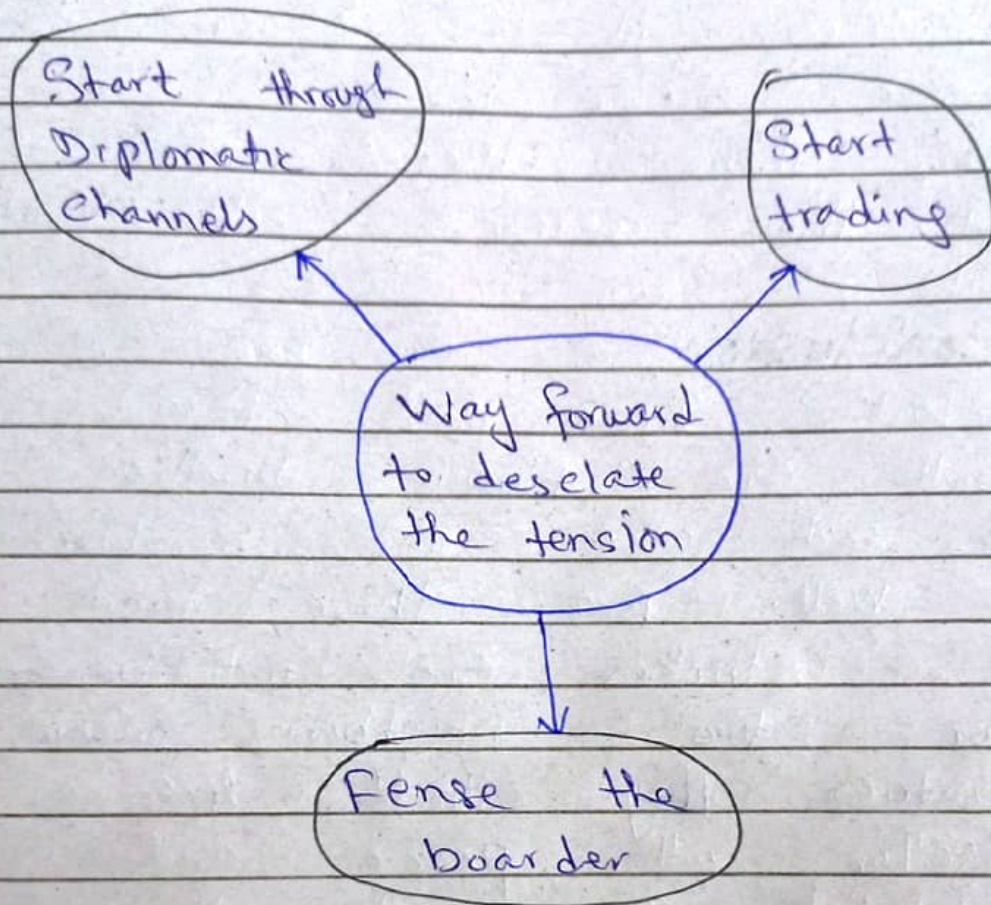 Start through
Diplomatic
Channels
Start
trading
Way forward
to deselate
the tension
Fense the
boarder